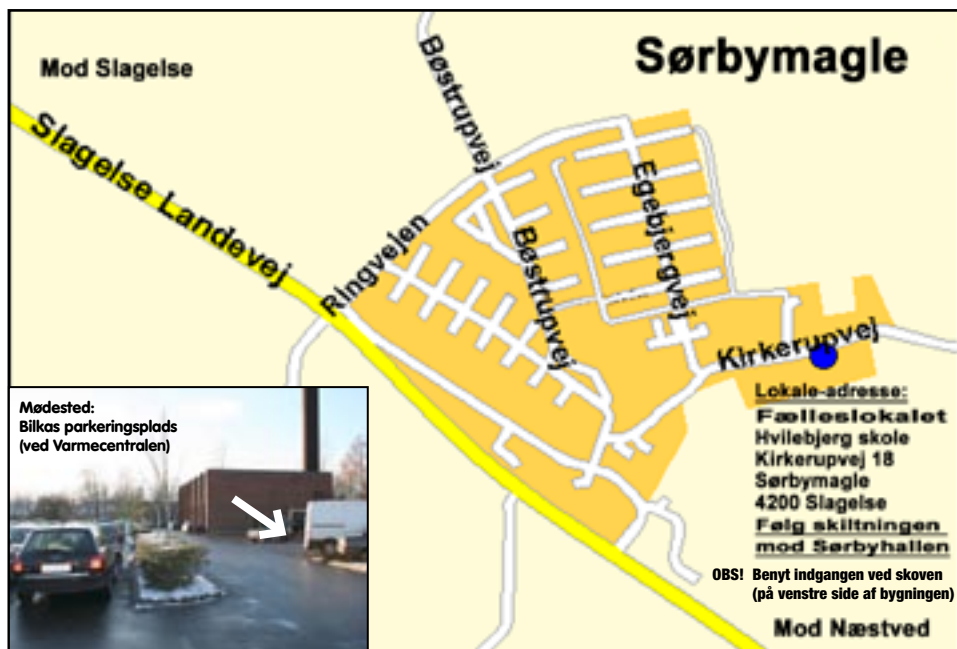 Sørbymagle
Mod Slagelse
Slagelse Landevej
Bøstrupvej
Ringvejen
Bøstrupvej
Egebjergvej
Kirkerupvej
Lokale-adresse:
Fælleslokalet
Hvilebjerg skole
Kirkerupvej 18
Sørbymagle
4200 Slagelse
Følg skiltningen
mod Sørbyhallen
OBS! Benyt indgangen ved skoven
(på venstre side af bygningen)
Mod Næstved
Mødested:
Bilkas parkeringsplads
(ved Varmecentralen)